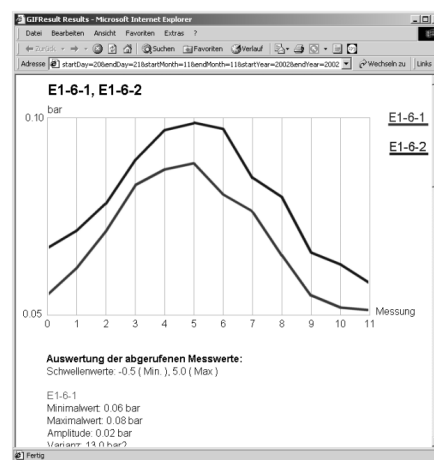 GIFResult Results - Microsoft Internet Explorer
Datei Bearbeiten Ansicht Favoriten Extras ?
Zurück Suchen Favoriten Verlauf
Adresse startDay=20&endDay=21&startMonth=11&endMonth=11&startYear=2002&endYear=2002 Wechseln zu Links
E1-6-1, E1-6-2
bar
0.10
E1-6-1
E1-6-2
0.05
Messung
0 1 2 3 4 5 6 7 8 9 10 11
Auswertung der abgerufenen Messwerte:
Schwellenwerte: -0.5 ( Min. ), 5.0 ( Max )
E1-6-1
Minimalwert: 0.06 bar
Maximalwert: 0.08 bar
Amplitude: 0.02 bar
Varianz: 13.0 bar2
Fertig